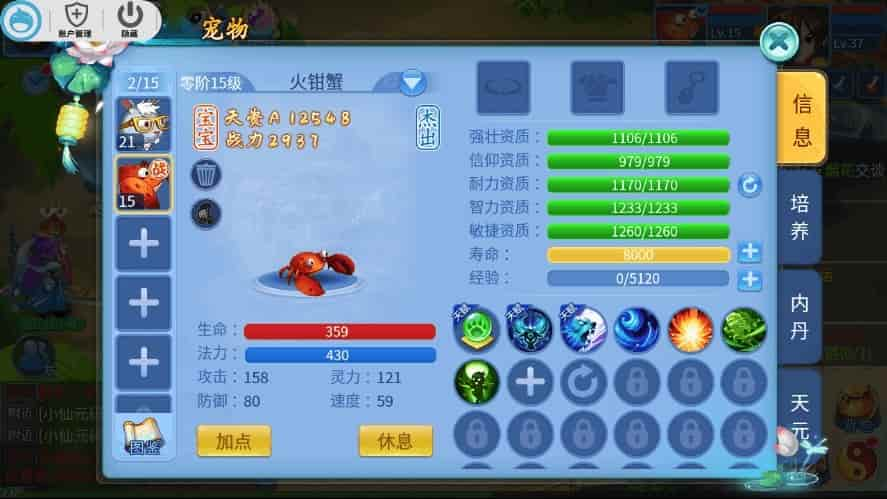 账户管理
隐藏
宠物
Lv.15
Lv.37
2/15
零阶15级
火钳蟹
宝宝
天资A 12548
战力2937
杰出
21
战
15
强壮资质：
1106/1106
信仰资质：
979/979
耐力资质：
1170/1170
智力资质：
1233/1233
敏捷资质：
1260/1260
寿命：
8000
经验：
0/5120
信息
培养
内丹
天元
生命：
359
法力：
430
攻击：158
灵力：121
防御：80
速度：59
天赋
天赋
天赋
图鉴
加点
休息